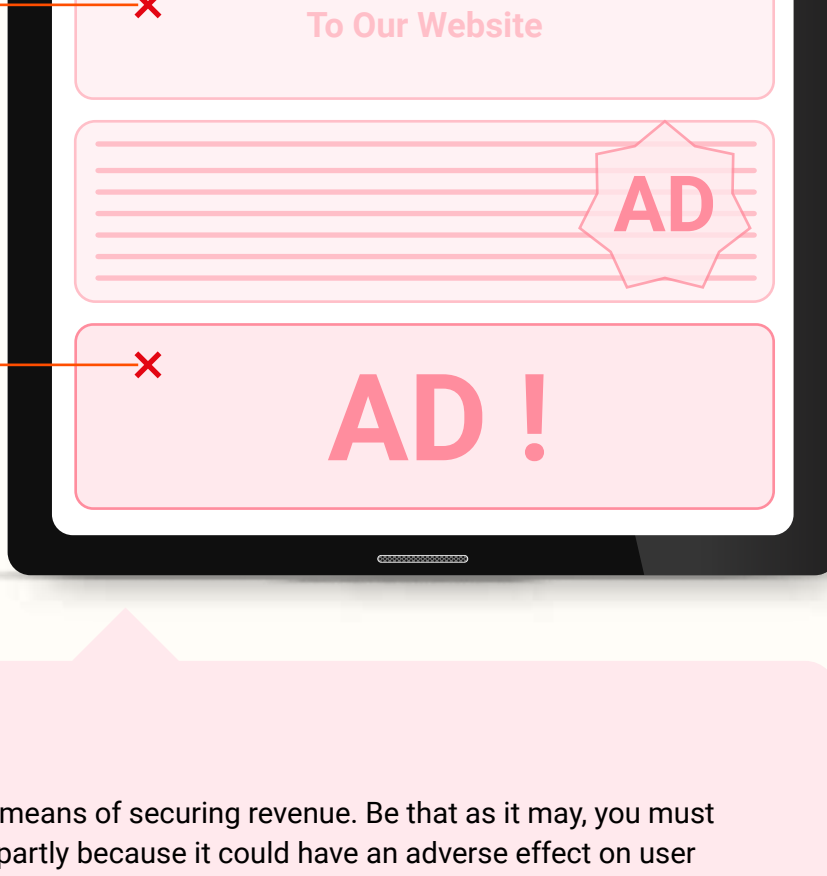 To Our Website
AD
AD !
means of securing revenue. Be that as it may, you must
partly because it could have an adverse effect on user